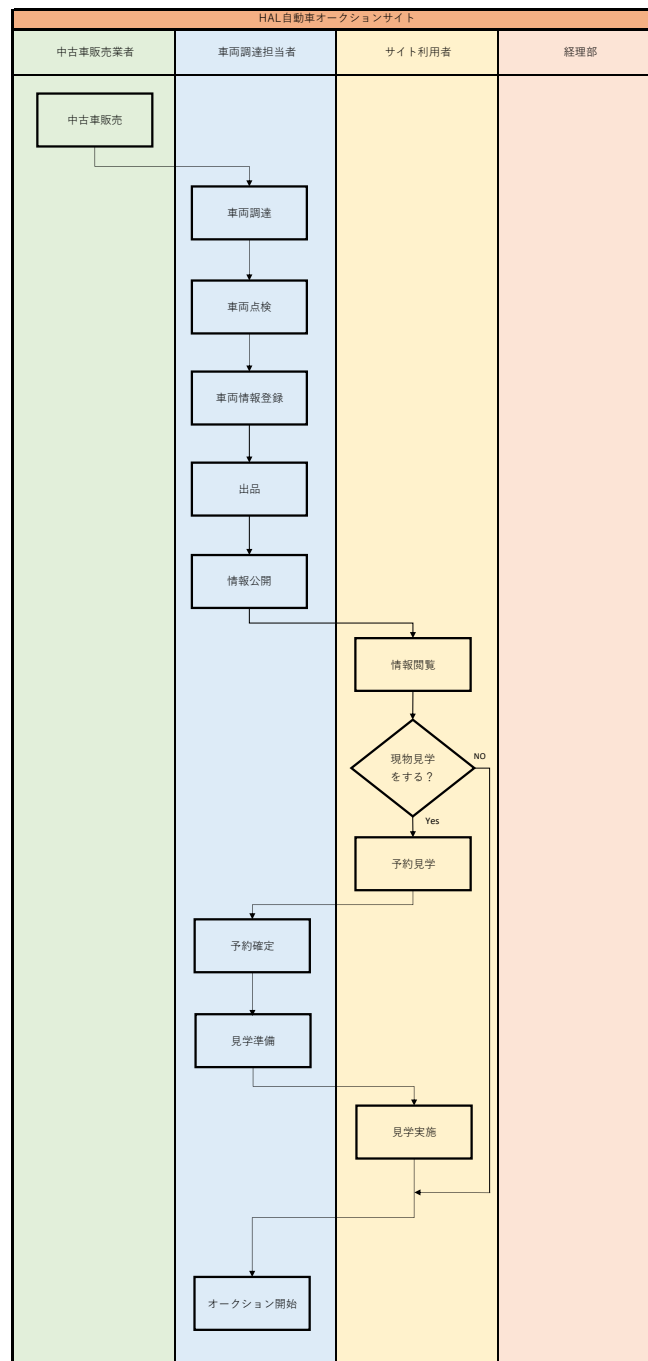 HAL自動車オークションサイト
中古車販売業者
車両調達担当者
サイト利用者
経理部
中古車販売
車両調達
車両点検
車両情報登録
出品
情報公開
情報閲覧
現物見学
をする？
NO
Yes
予約見学
予約確定
見学準備
見学実施
オークション開始